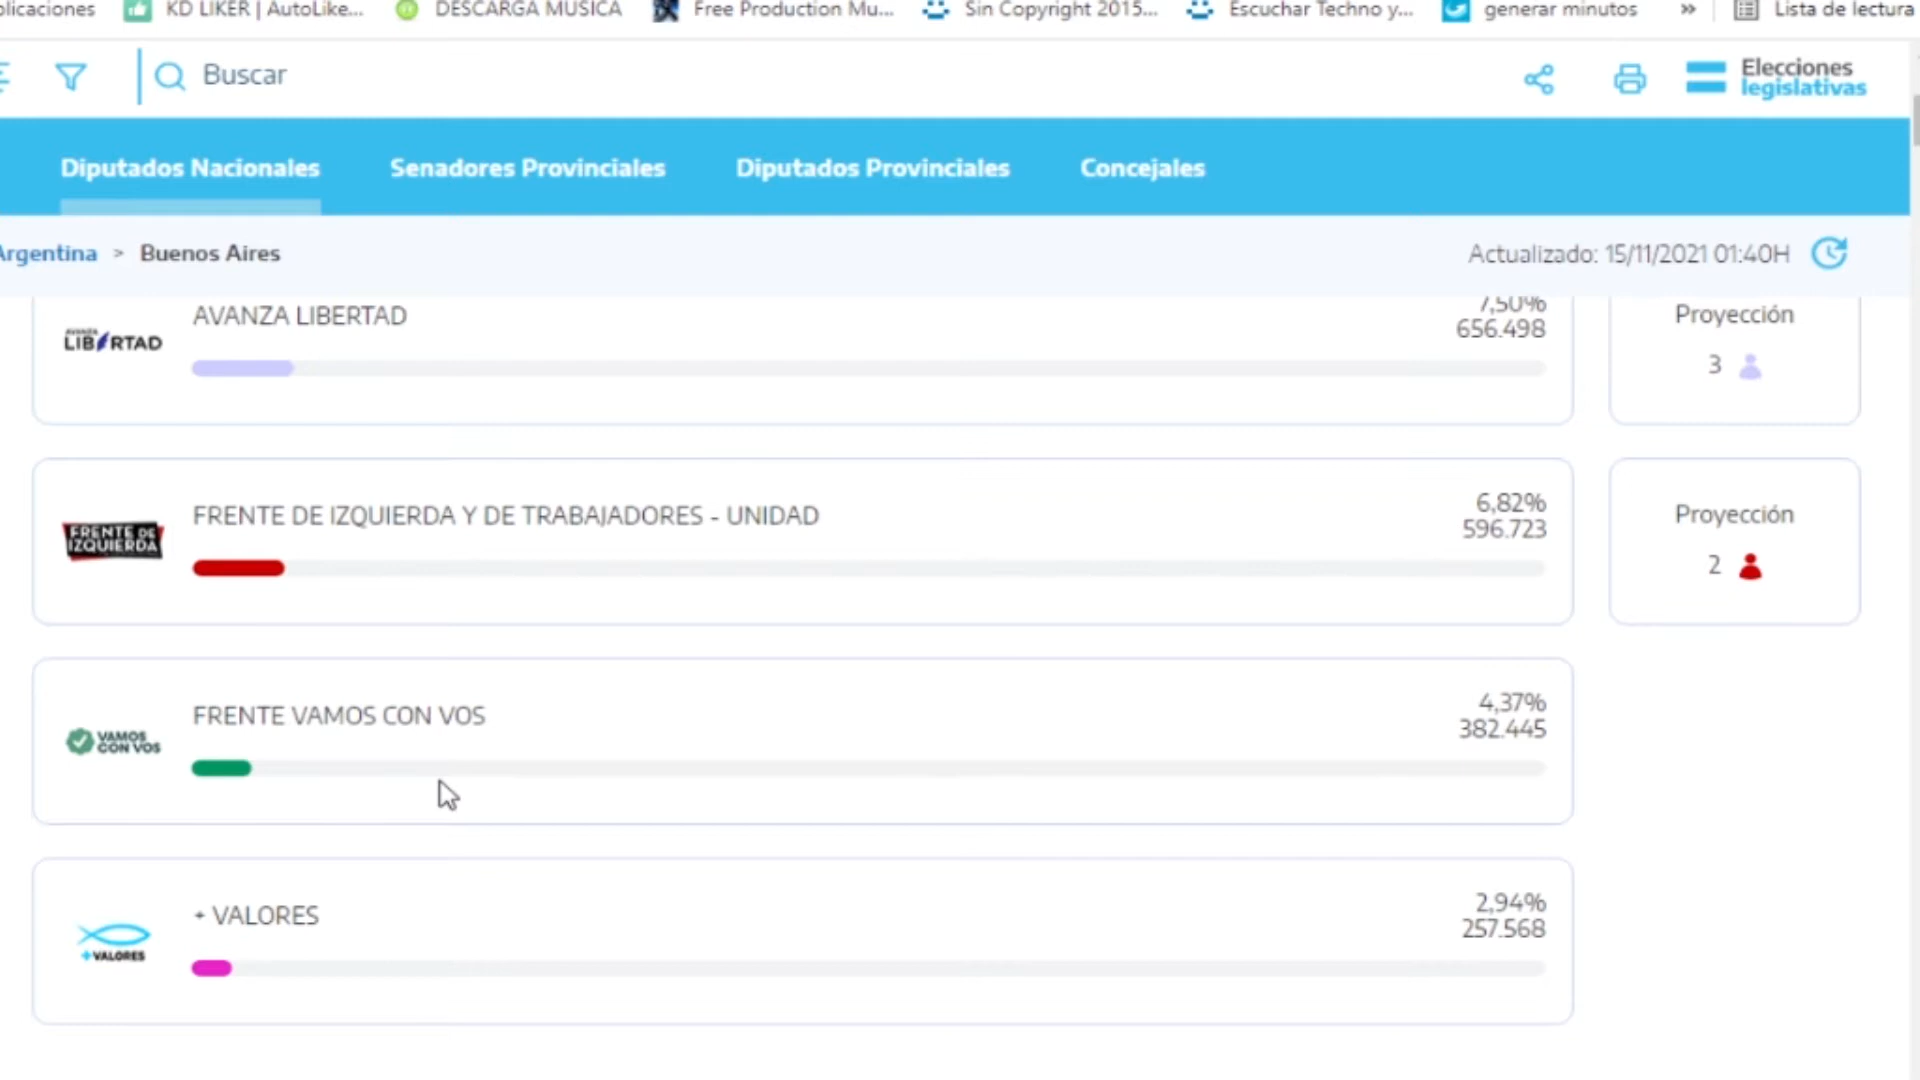 plicaciones KD LIKER | AutoLike... DESCARGA MUSICA Free Production Mu... Sin Copyright 2015... Escuchar Techno y... generar minutos » Lista de lectura
Buscar
Elecciones
legislativas
Diputados Nacionales Senadores Provinciales Diputados Provinciales Concejales
Argentina > Buenos Aires
Actualizado: 15/11/2021 01:40H
AVANZA LIBERTAD
AVANZA
LIBERTAD
7,50%
656.498
Proyección
3
FRENTE DE IZQUIERDA Y DE TRABAJADORES - UNIDAD
FRENTE DE
IZQUIERDA
6,82%
596.723
Proyección
2
FRENTE VAMOS CON VOS
VAMOS
CON VOS
4,37%
382.445
+ VALORES
+VALORES
2,94%
257.568